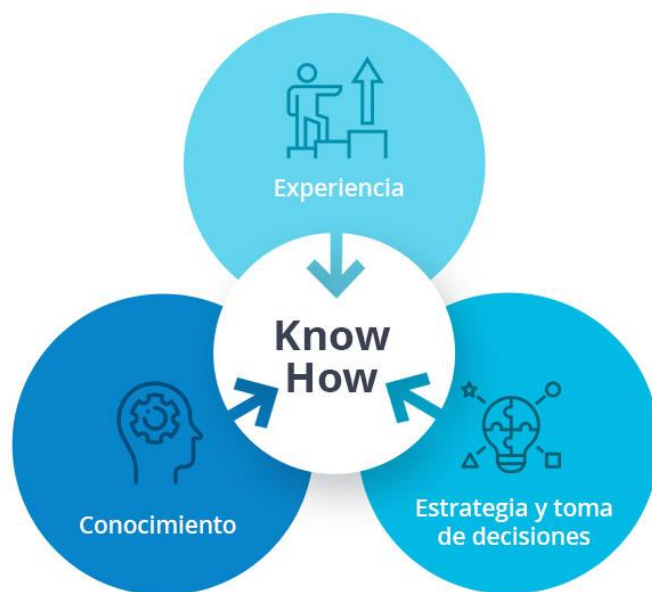 Experiencia
Know
How
Conocimiento
Estrategia y toma
de decisiones